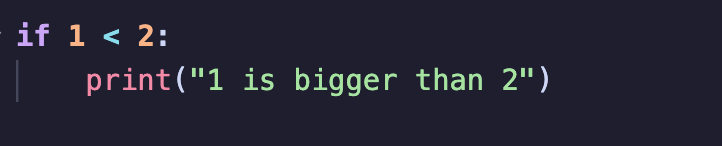 if 1 < 2:
    print("1 is bigger than 2")